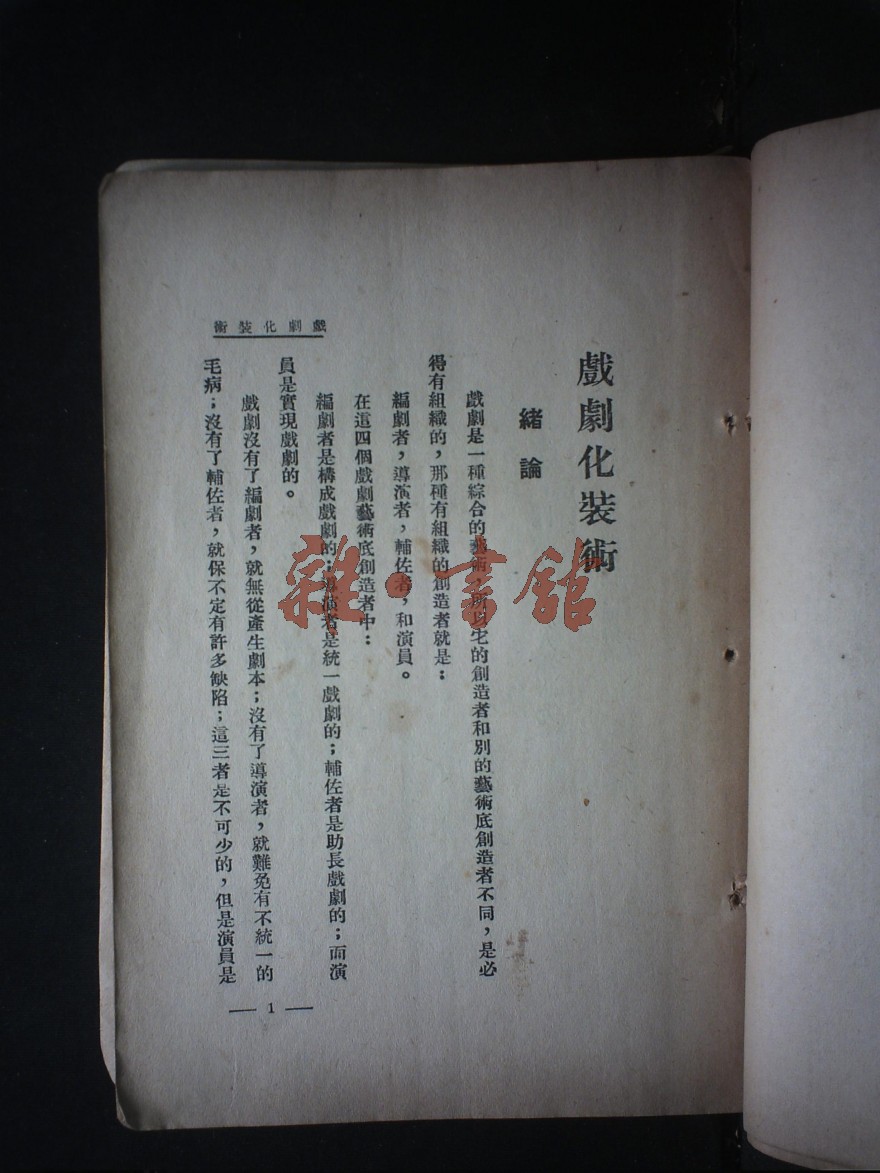 戲劇化裝術
緒論
戲劇是一種綜合的藝術，所以它的創造者和別的藝術底創造者不同，是必
得有組織的，那種有組織的創造者就是：
編劇者，導演者，輔佐者，和演員。
在這四個戲劇藝術底創造者中：
編劇者是構成戲劇的；導演者是統一戲劇的；輔佐者是助長戲劇的；而演
員是實現戲劇的。
戲劇沒有了編劇者，就無從產生劇本；沒有了導演者，就難免有不統一的
毛病；沒有了輔佐者，就保不定有許多缺陷；這三者是不可少的，但是演員是
戲劇化裝術
1
雜·書館